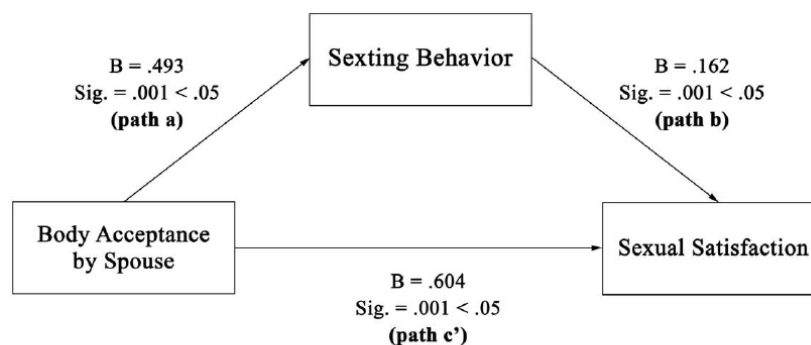 B = .493
Sig. = .001 < .05
(path a)
Sexting Behavior
B = .162
Sig. = .001 < .05
(path b)
Body Acceptance
by Spouse
Sexual Satisfaction
B = .604
Sig. = .001 < .05
(path c’)